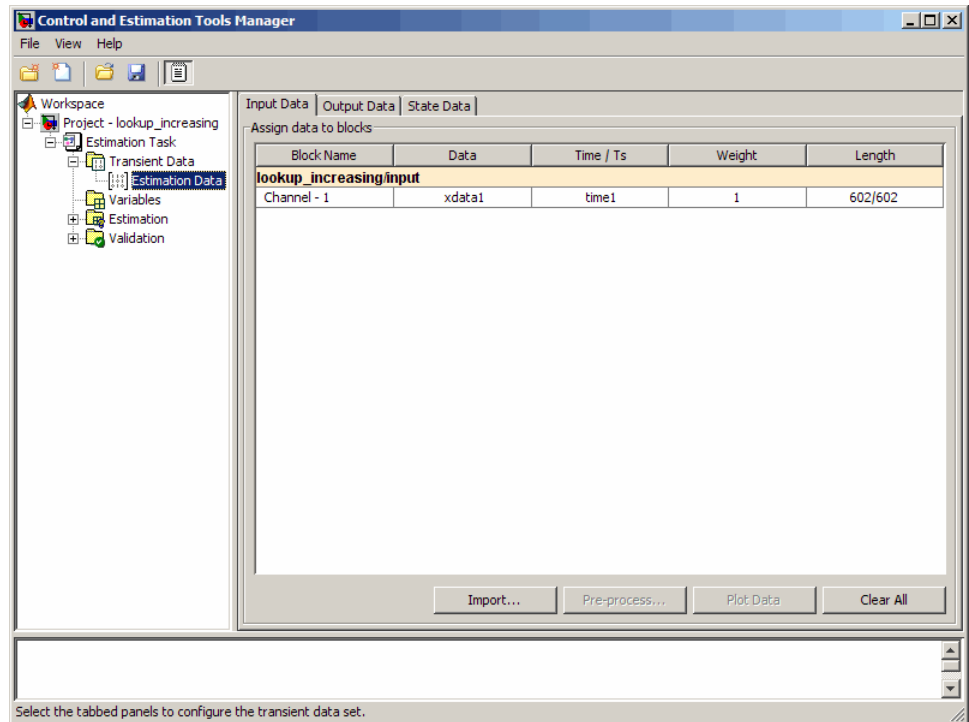 Control and Estimation Tools Manager
File View Help
Workspace
Project - lookup_increasing
Estimation Task
Transient Data
Estimation Data
Variables
Estimation
Validation
Input Data Output Data State Data
Assign data to blocks
Block Name Data Time / Ts Weight Length
lookup_increasing/input
Channel - 1 xdata1 time1 1 602/602
Import... Pre-process... Plot Data Clear All
Select the tabbed panels to configure the transient data set.